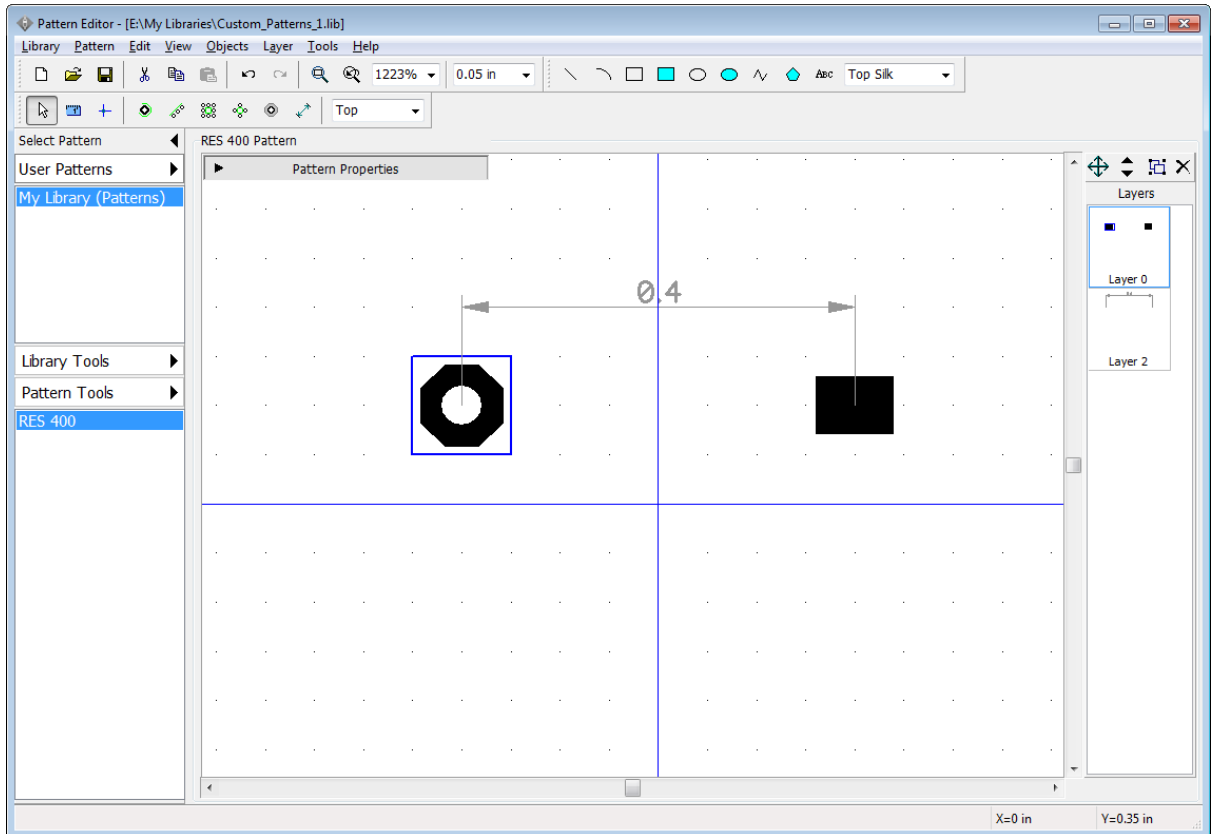 Pattern Editor - [E:\My Libraries\Custom_Patterns_1.lib]
Library Pattern Edit View Objects Layer Tools Help
1223% 0.05 in ABC Top Silk
Top
Select Pattern
RES 400 Pattern
User Patterns
Pattern Properties
My Library (Patterns)
Layers
Layer 0
0.4
Library Tools
Layer 2
Pattern Tools
RES 400
X=0 in Y=0.35 in